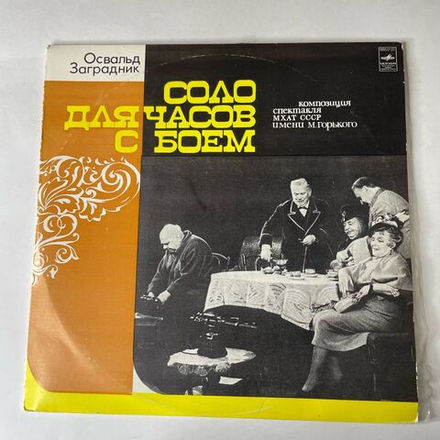 Освальд
Заградник
СОЛО
ДЛЯ ЧАСОВ
С БОЕМ
КОМПОЗИЦИЯ
СПЕКТАКЛЯ
МХАТ СССР
ИМЕНИ М. ГОРЬКОГО